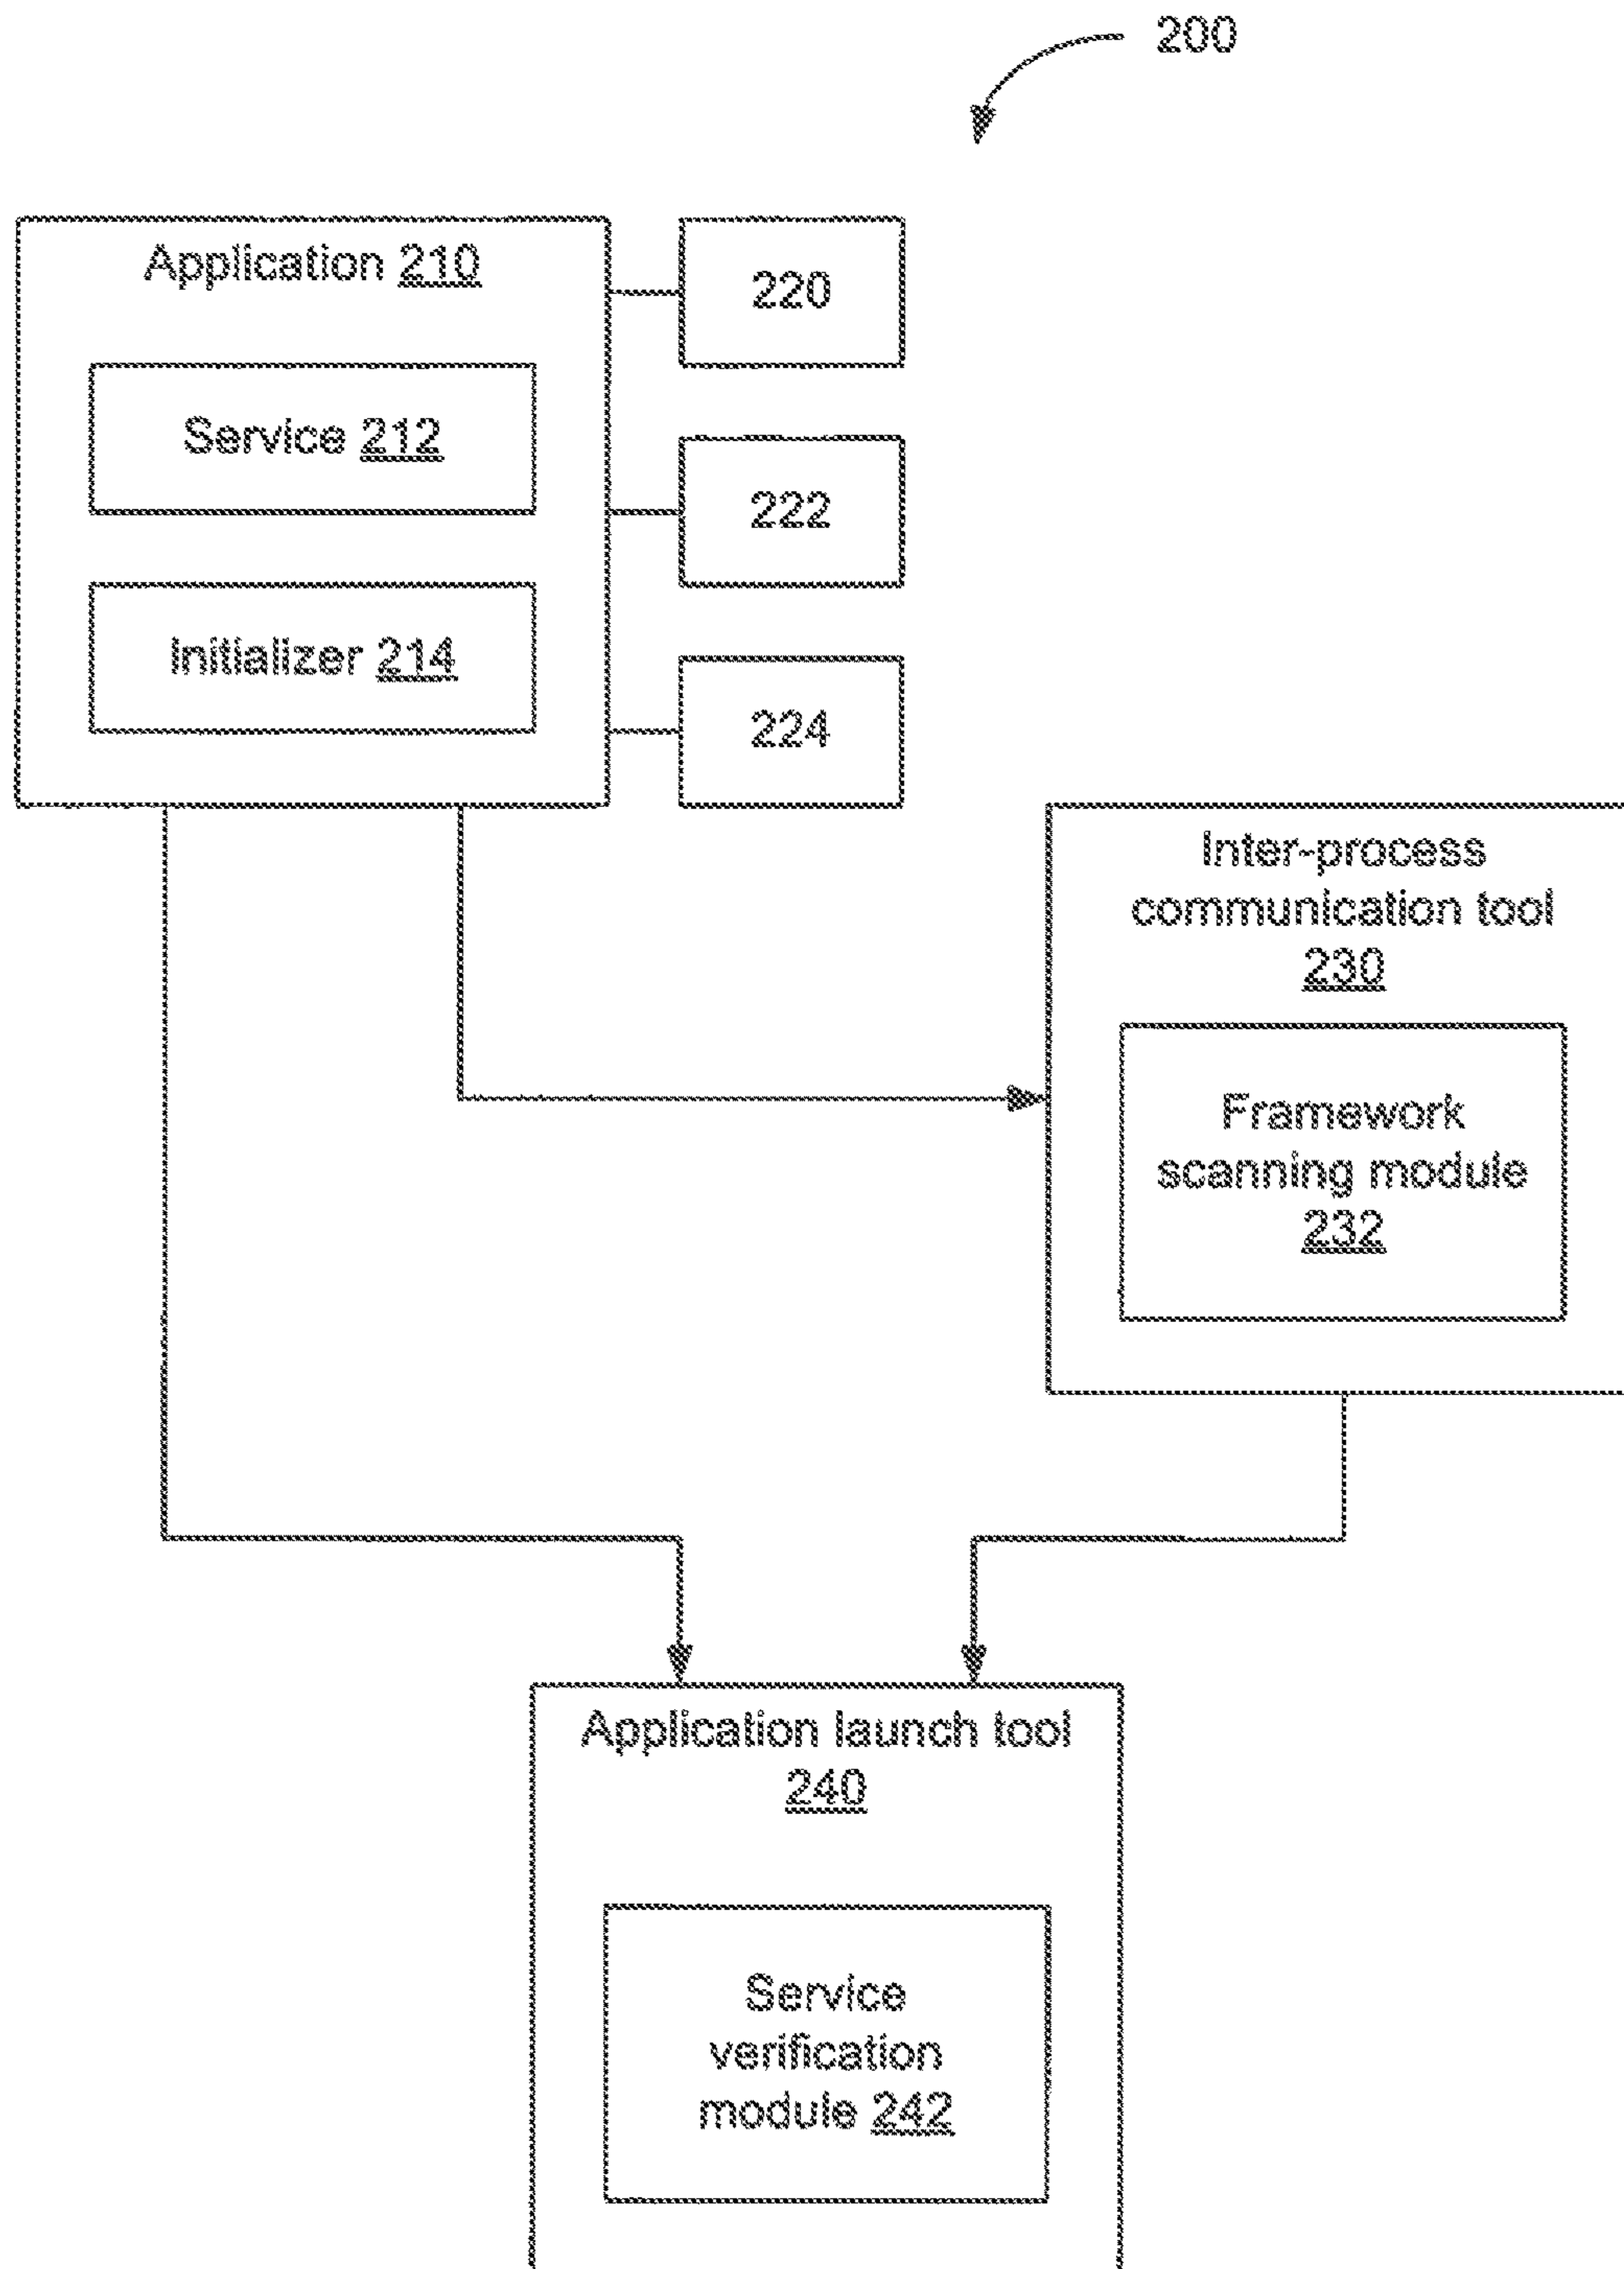 200
Application 210
220
Service 212
222
Initializer 214
224
Inter-process
communication tool
230
Framework
scanning module
232
Application launch tool
240
Service
verification
module 242